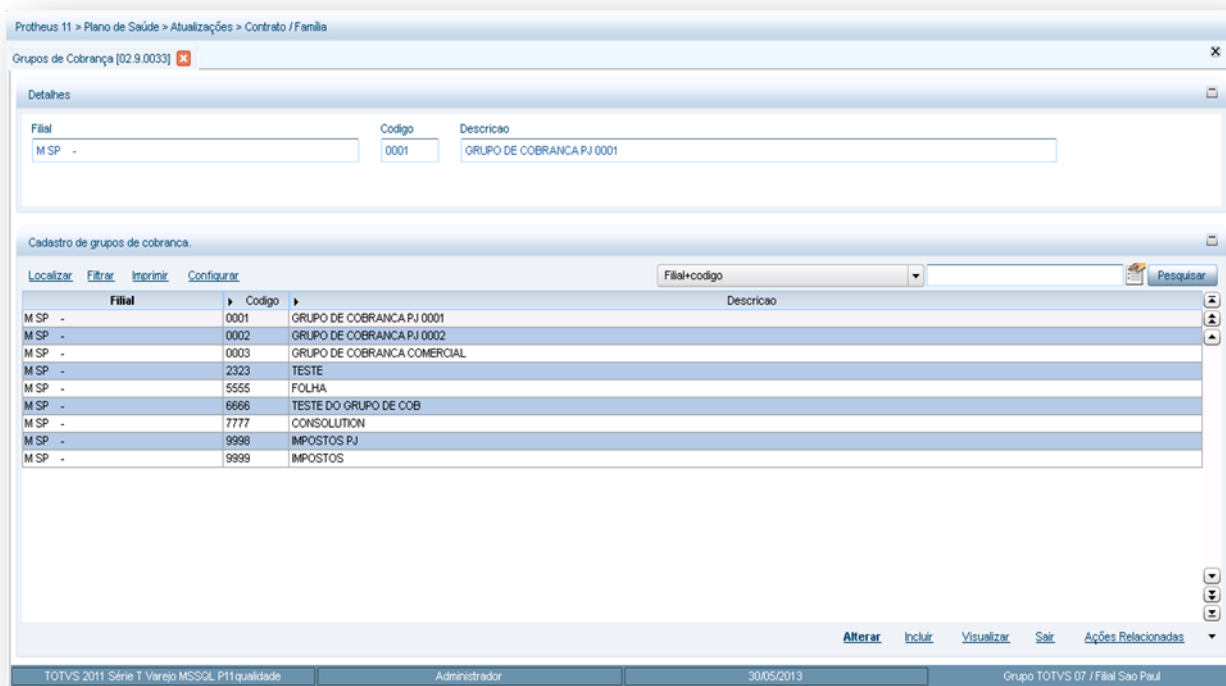 Protheus 11 > Plano de Saúde > Atualizações > Contrato / Família
Grupos de Cobrança [02.9.0033]
Detalhes
Filial Codigo Descricao
M SP - 0001 GRUPO DE COBRANCA PJ 0001
Cadastro de grupos de cobranca.
Localizar Filtrar Imprimir Configurar Filial+codigo Pesquisar
Filial Codigo Descricao
M SP - 0001 GRUPO DE COBRANCA PJ 0001
M SP - 0002 GRUPO DE COBRANCA PJ 0002
M SP - 0003 GRUPO DE COBRANCA COMERCIAL
M SP - 2323 TESTE
M SP - 5555 FOLHA
M SP - 6666 TESTE DO GRUPO DE COB
M SP - 7777 CONSOLUTION
M SP - 9998 IMPOSTOS PJ
M SP - 9999 IMPOSTOS
Alterar Incluir Visualizar Sair Ações Relacionadas
TOTVS 2011 Série T Varejo MSSQL P11qualidade Administrador 30/05/2013 Grupo TOTVS 07 / Filial Sao Paul